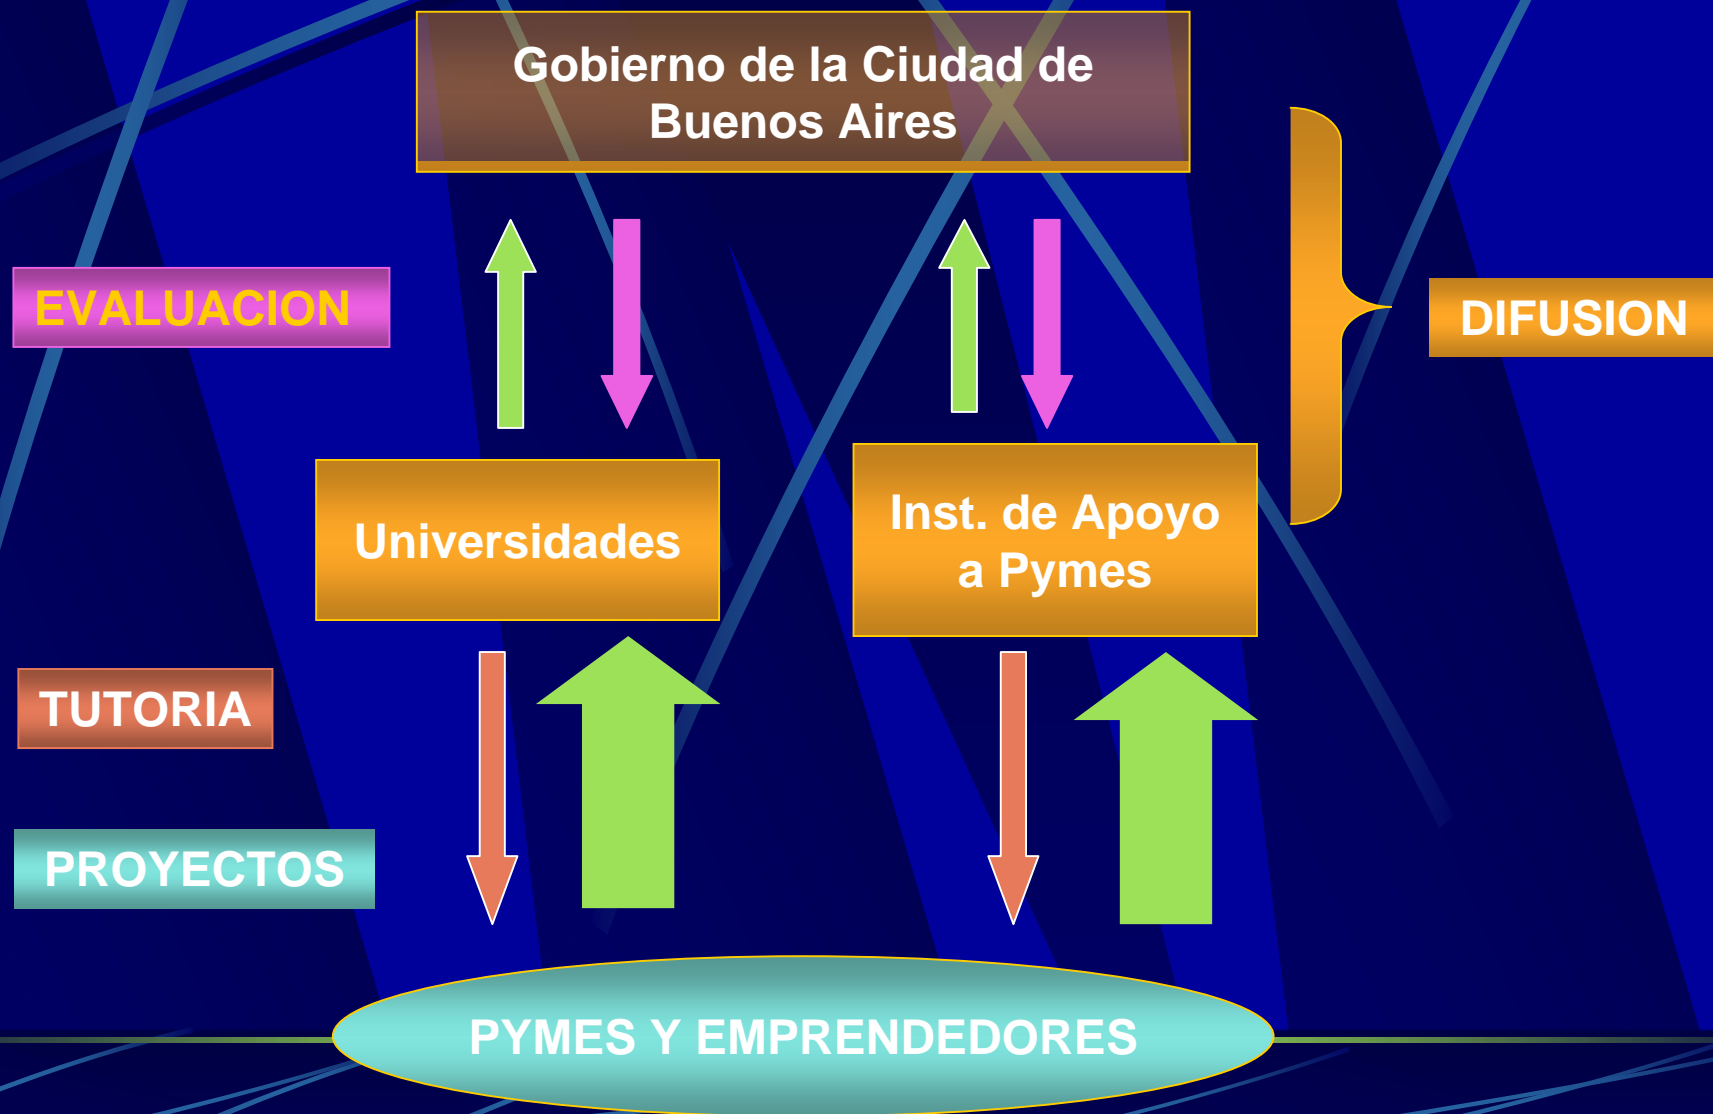 Gobierno de la Ciudad de
Buenos Aires
EVALUACION
DIFUSION
Universidades
Inst. de Apoyo
a Pymes
TUTORIA
PROYECTOS
PYMES Y EMPRENDEDORES